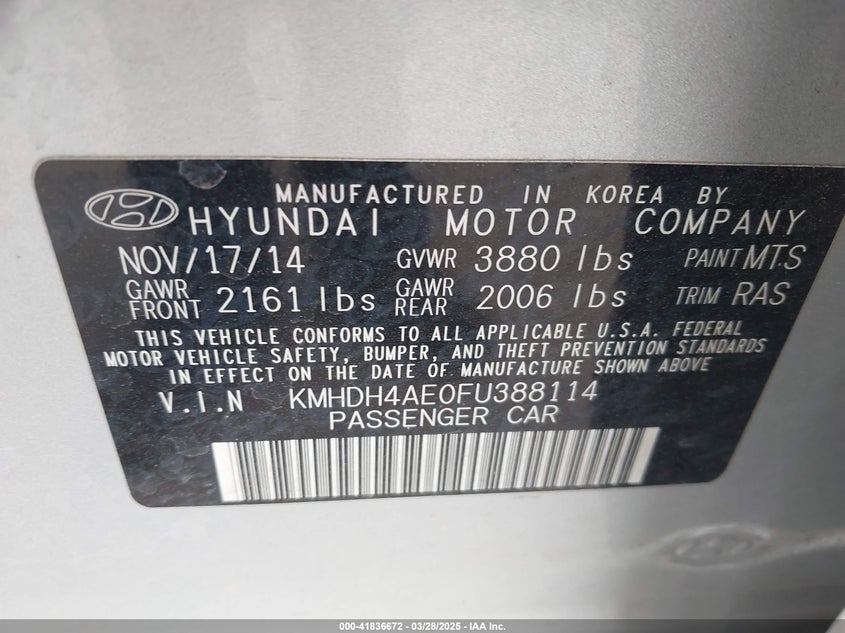 MANUFACTURED IN KOREA BY
HYUNDAI MOTOR COMPANY
NOV/17/14 GVWR 3880 lbs PAINT MT.S
GAWR FRONT 2161 lbs GAWR REAR 2006 lbs TRIM RAS
THIS VEHICLE CONFORMS TO ALL APPLICABLE U.S.A. FEDERAL
MOTOR VEHICLE SAFETY, BUMPER, AND THEFT PREVENTION STANDARDS
IN EFFECT ON THE DATE OF MANUFACTURE SHOWN ABOVE
V.I.N KMHDH4AE0FU388114
PASSENGER CAR
000-41836672 — 03/28/2025 — IAA Inc.